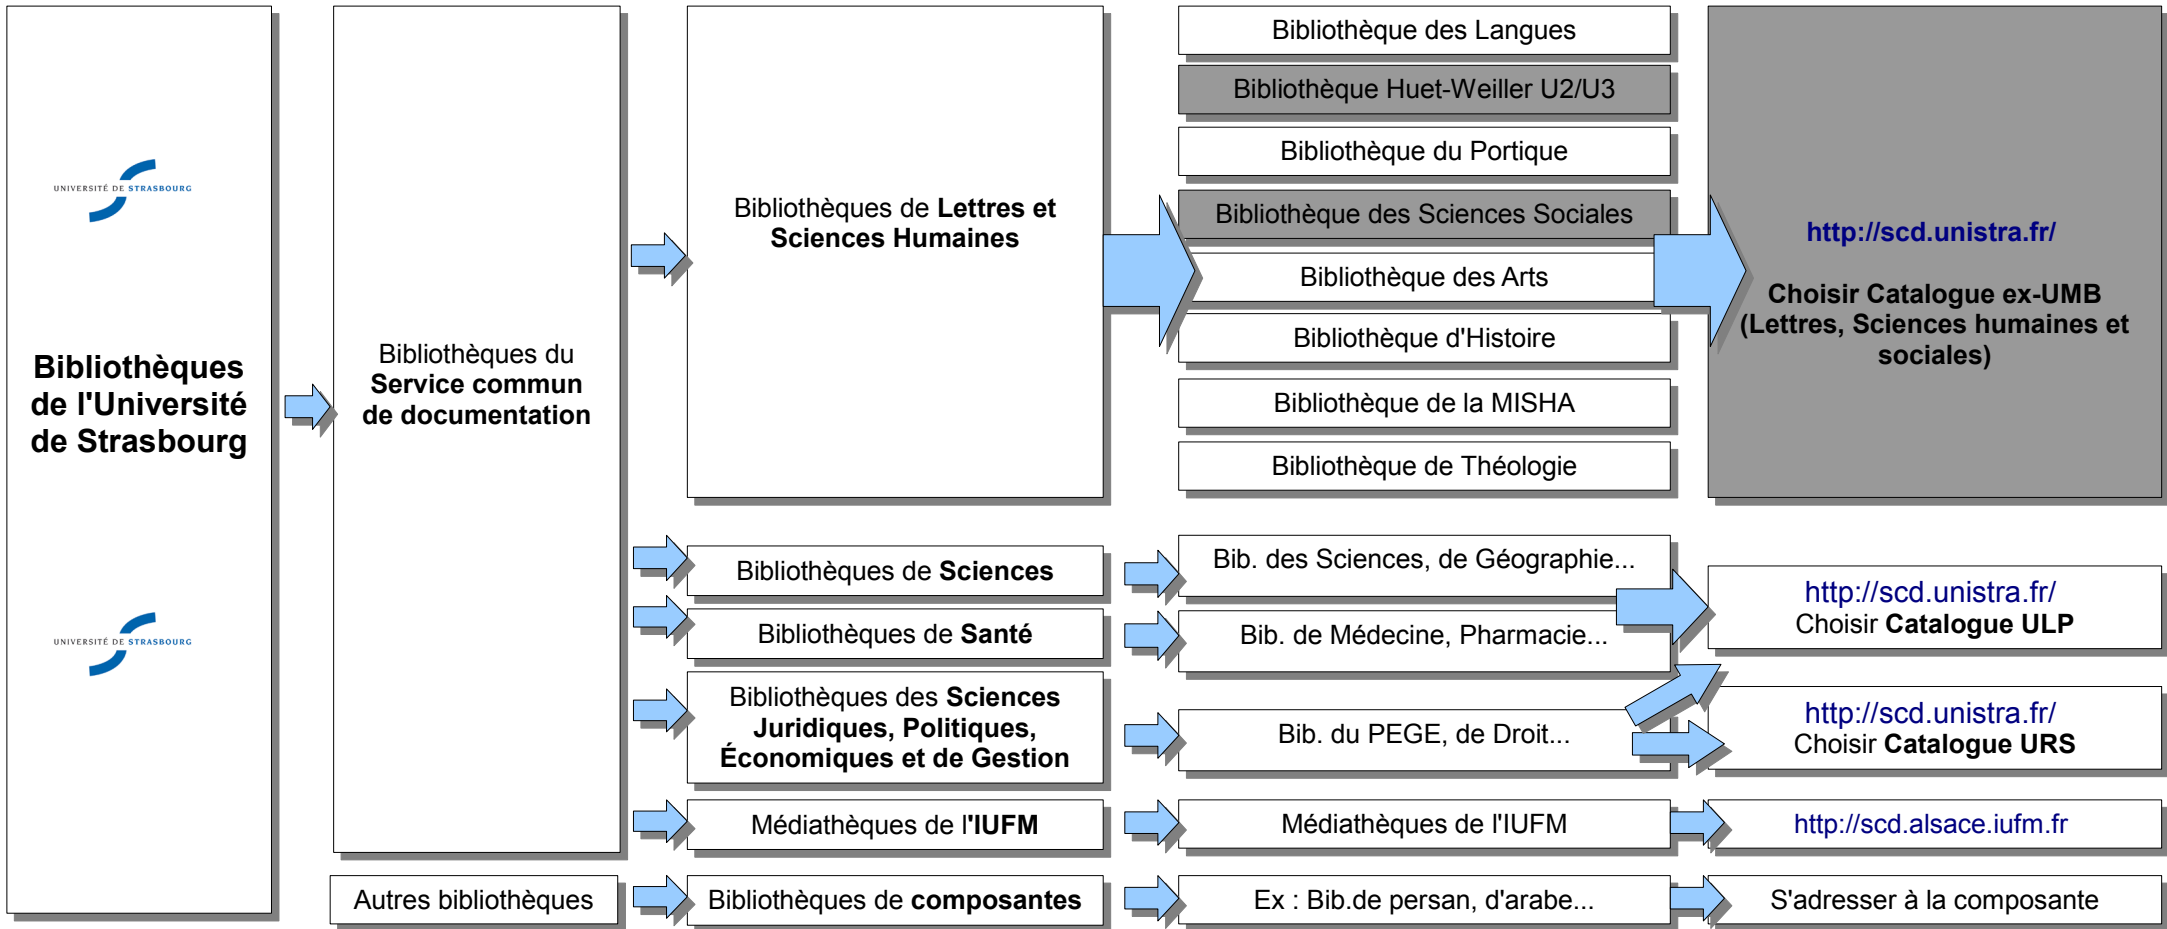 UNIVERSITÉ DE STRASBOURG
Bibliothèques
de l'Université
de Strasbourg
UNIVERSITÉ DE STRASBOURG
Bibliothèques du
Service commun
de documentation
Autres bibliothèques
Bibliothèques de Lettres et
Sciences Humaines
Bibliothèques de Sciences
Bibliothèques de Santé
Bibliothèques des Sciences
Juridiques, Politiques,
Économiques et de Gestion
Médiathèques de l'IUFM
Bibliothèques de composantes
Bibliothèque des Langues
Bibliothèque Huet-Weiller U2/U3
Bibliothèque du Portique
Bibliothèque des Sciences Sociales
Bibliothèque des Arts
Bibliothèque d'Histoire
Bibliothèque de la MISHA
Bibliothèque de Théologie
Bib. des Sciences, de Géographie...
Bib. de Médecine, Pharmacie...
Bib. du PEGE, de Droit...
Médiathèques de l'IUFM
Ex : Bib.de persan, d'arabe...
http://scd.unistra.fr/
Choisir Catalogue ex-UMB
(Lettres, Sciences humaines et
sociales)
http://scd.unistra.fr/
Choisir Catalogue ULP
http://scd.unistra.fr/
Choisir Catalogue URS
http://scd.alsace.iufm.fr
S'adresser à la composante